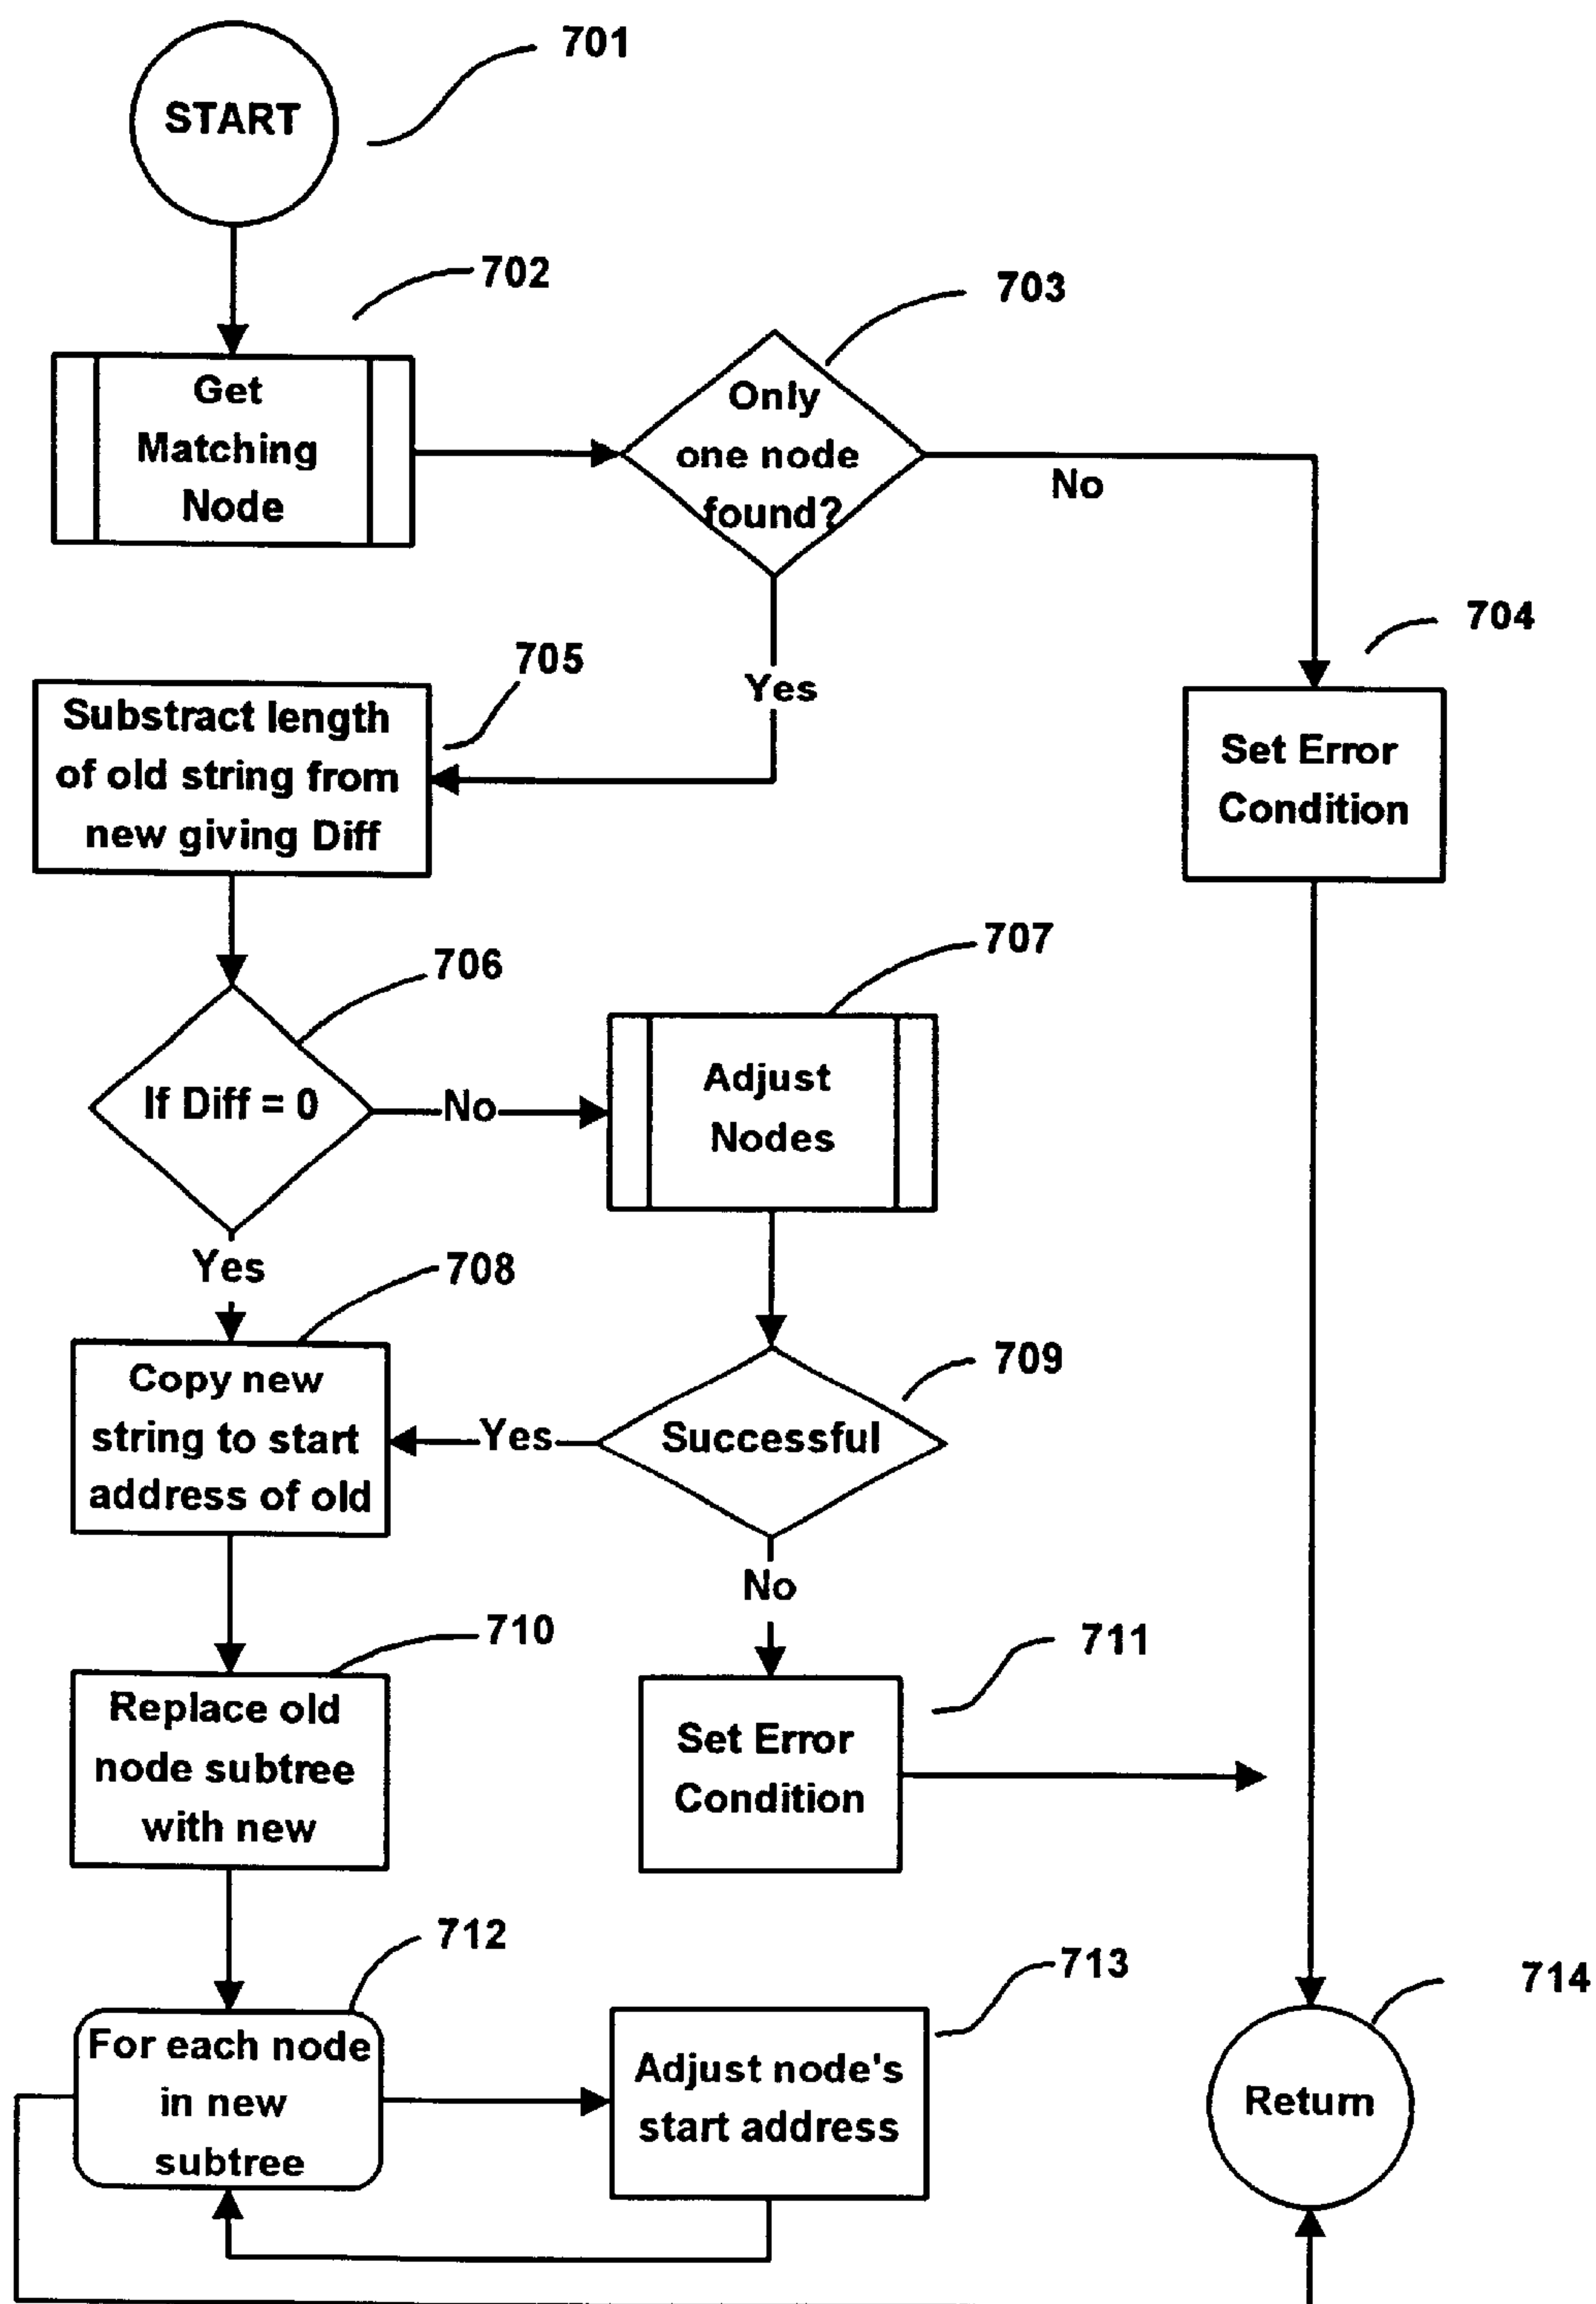 701
START
702
703
Get
Matching
Node
Only
one node
found?
No
704
705
Yes
Substract length
of old string from
new giving Diff
Set Error
Condition
706
707
If Diff = 0
No
Adjust
Nodes
Yes
708
709
Copy new
string to start
address of old
Yes
Successful
No
710
711
Replace old
node subtree
with new
Set Error
Condition
712
713
714
For each node
in new
subtree
Adjust node's
start address
Return